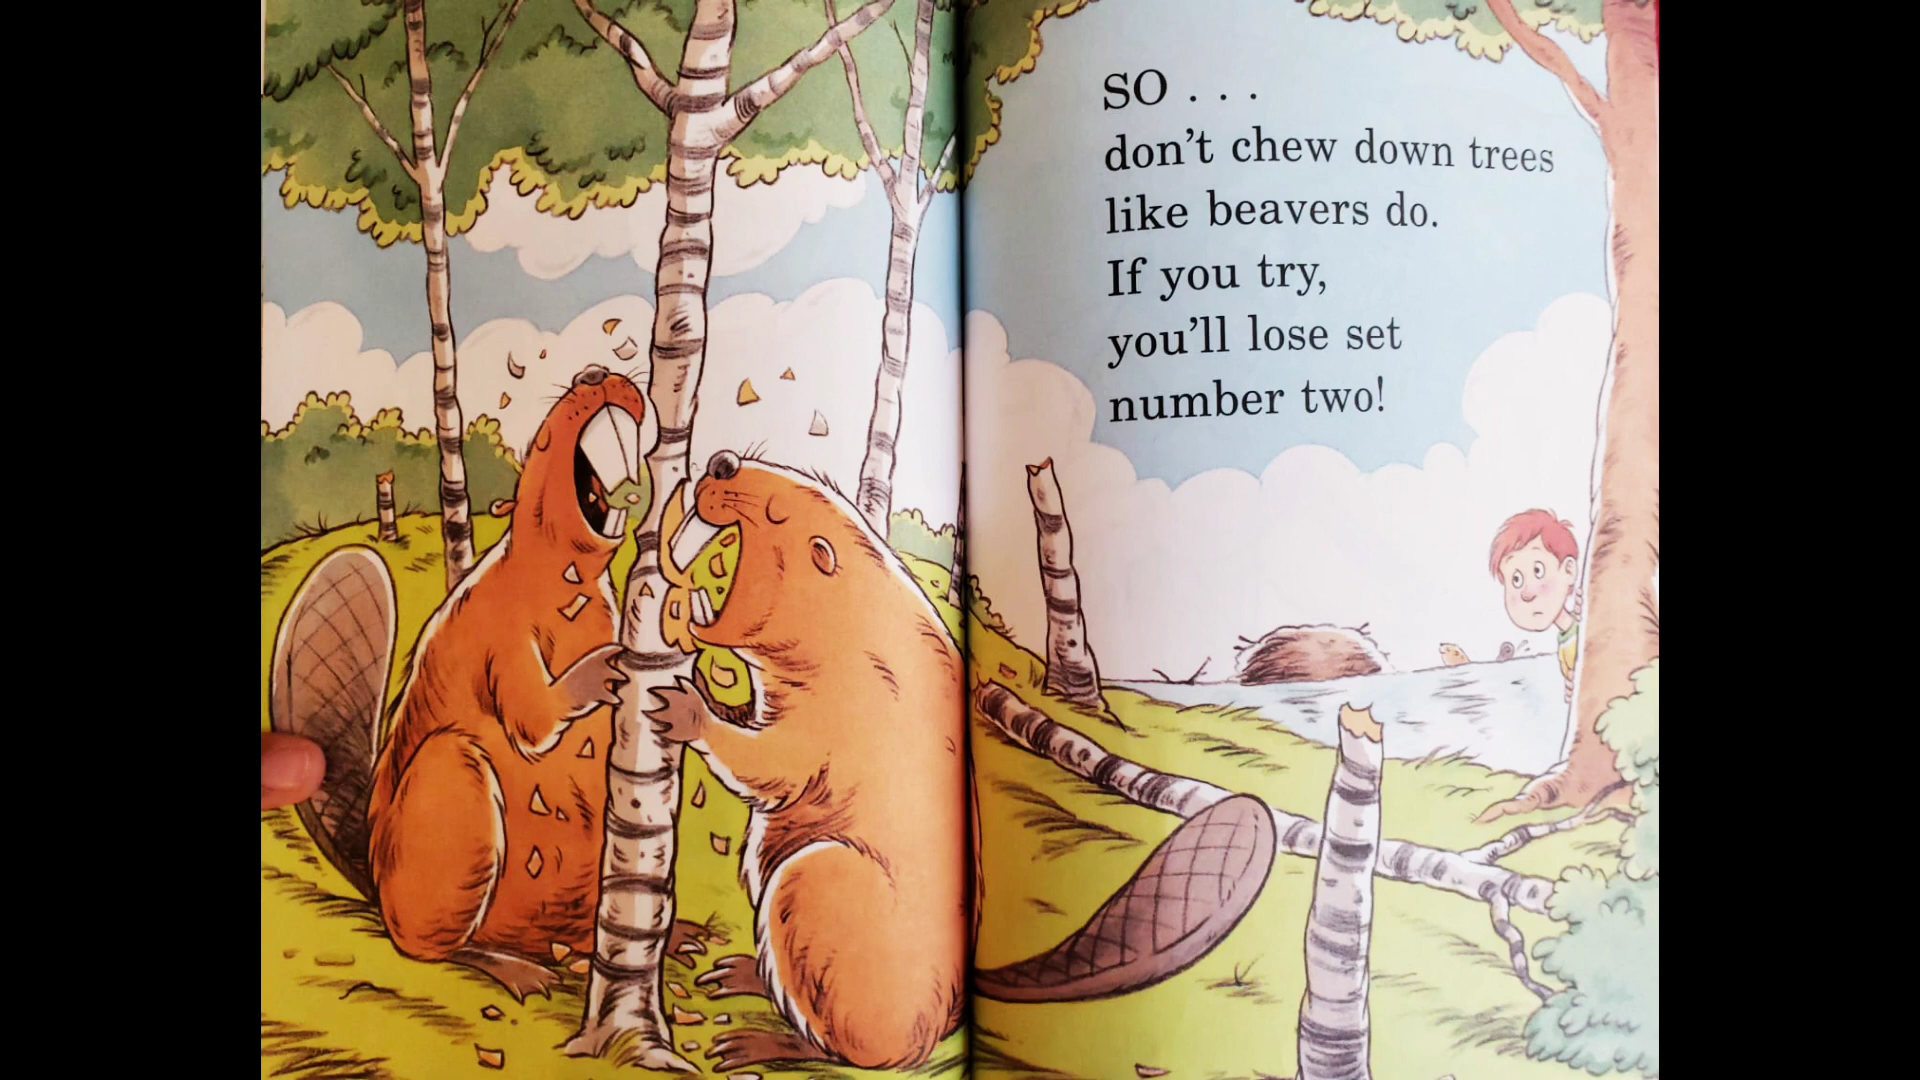 SO . . .
don't chew down trees
like beavers do.
If you try,
you'll lose set
number two!